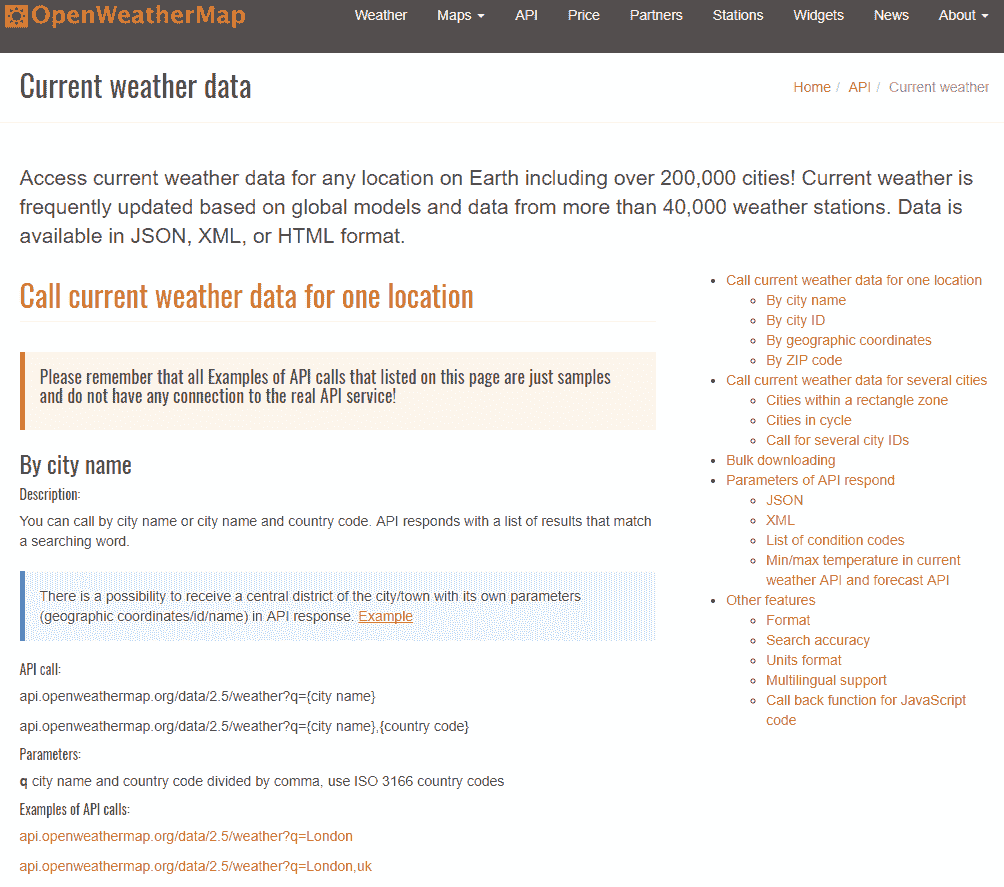 OpenWeatherMap
Weather Maps API Price Partners Stations Widgets News About
Current weather data
Home / API / Current weather
Access current weather data for any location on Earth including over 200,000 cities! Current weather is
frequently updated based on global models and data from more than 40,000 weather stations. Data is
available in JSON, XML, or HTML format.
Call current weather data for one location
Please remember that all Examples of API calls that listed on this page are just samples
and do not have any connection to the real API service!
By city name
Description:
You can call by city name or city name and country code. API responds with a list of results that match
a searching word.
There is a possibility to receive a central district of the city/town with its own parameters
(geographic coordinates/id/name) in API response. Example
API call:
api.openweathermap.org/data/2.5/weather?q={city name}
api.openweathermap.org/data/2.5/weather?q={city name},{country code}
Parameters:
q city name and country code divided by comma, use ISO 3166 country codes
Examples of API calls:
api.openweathermap.org/data/2.5/weather?q=London
api.openweathermap.org/data/2.5/weather?q=London,uk
Call current weather data for one location
By city name
By city ID
By geographic coordinates
By ZIP code
Call current weather data for several cities
Cities within a rectangle zone
Cities in cycle
Call for several city IDs
Bulk downloading
Parameters of API respond
JSON
XML
List of condition codes
Min/max temperature in current
weather API and forecast API
Other features
Format
Search accuracy
Units format
Multilingual support
Call back function for JavaScript
code